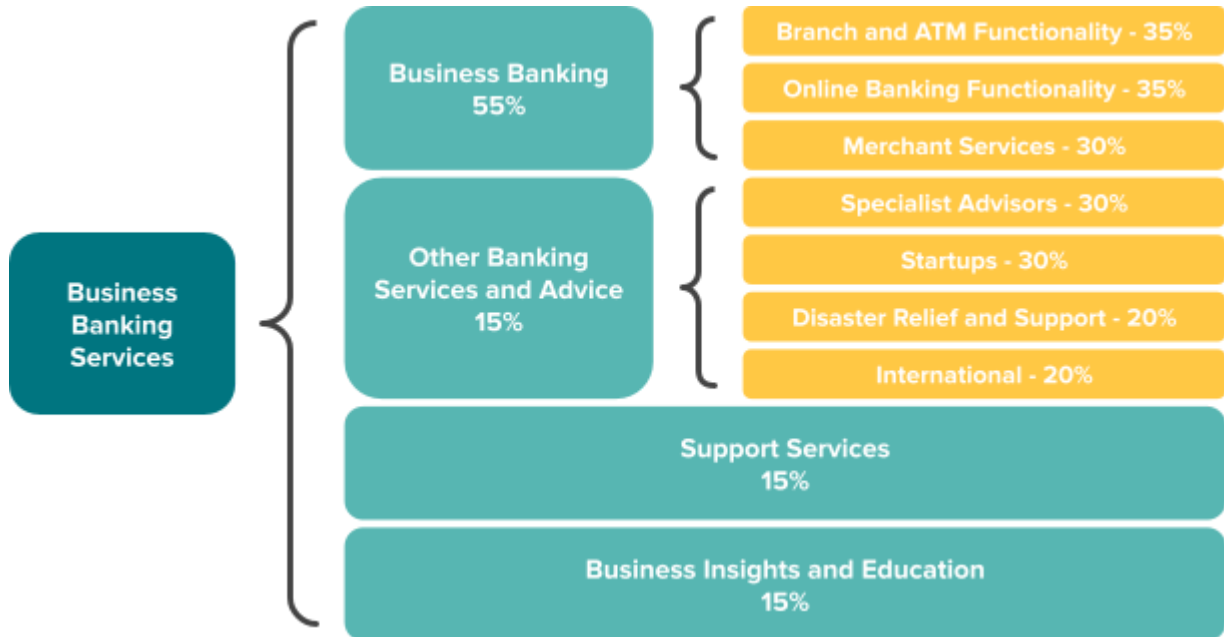 Business
Banking
Services
Business Banking
55%
Branch and ATM Functionality - 35%
Online Banking Functionality - 35%
Merchant Services - 30%
Other Banking
Services and Advice
15%
Specialist Advisors - 30%
Startups - 30%
Disaster Relief and Support - 20%
International - 20%
Support Services
15%
Business Insights and Education
15%